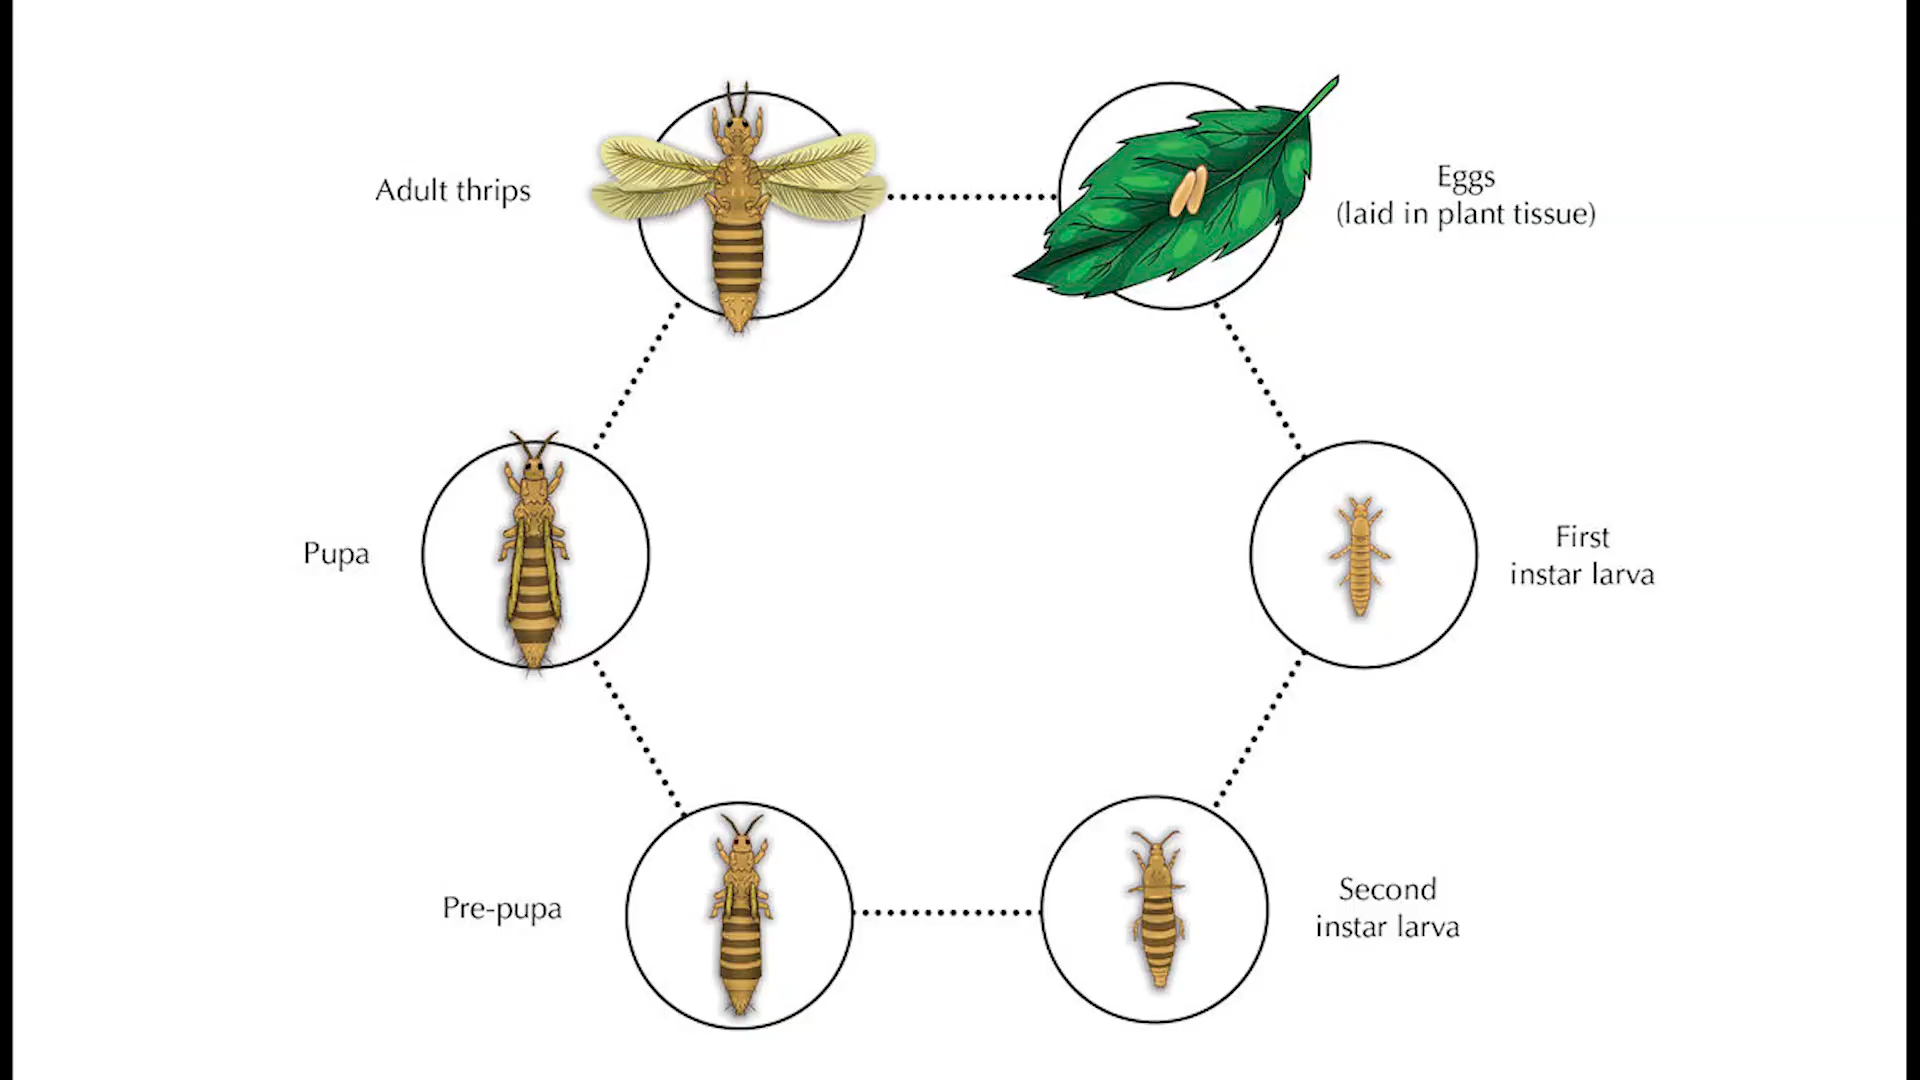 Adult thrips
Eggs
(laid in plant tissue)
Pupa
First
instar larva
Pre-pupa
Second
instar larva